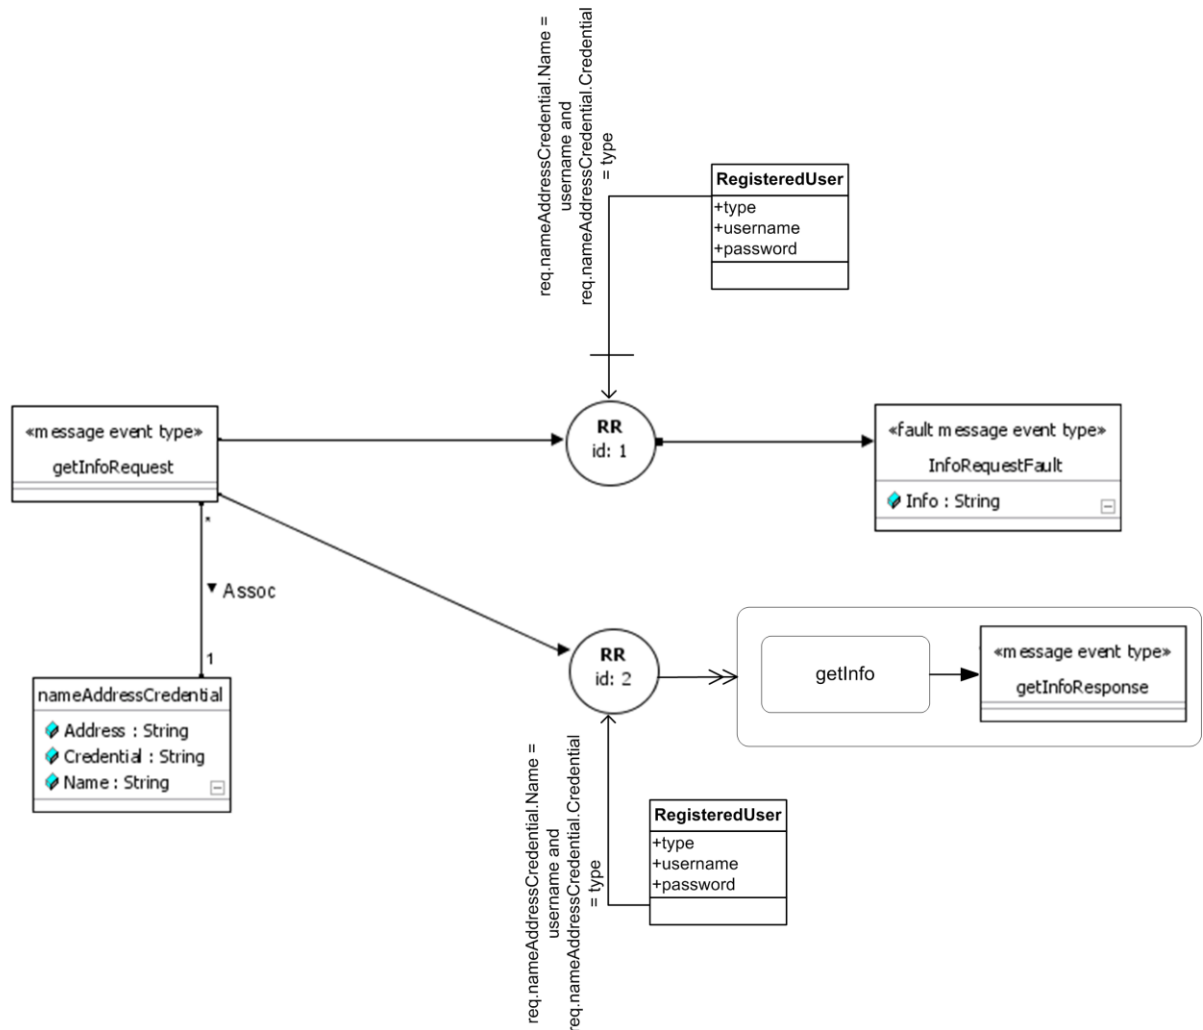 req.nameAddressCredential.Name =
username and
req.nameAddressCredential.Credential
= type
RegisteredUser
+type
+username
+password
«message event type»
getInfoRequest
RR
id: 1
«fault message event type»
InfoRequestFault
Info : String
*
Assoc
1
nameAddressCredential
Address : String
Credential : String
Name : String
RR
id: 2
getInfo
«message event type»
getInfoResponse
req.nameAddressCredential.Name =
username and
req.nameAddressCredential.Credential
= type
RegisteredUser
+type
+username
+password